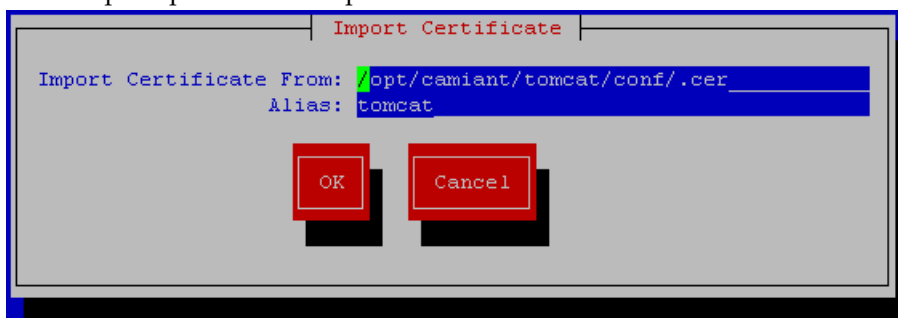 Import Certificate
Import Certificate From: /opt/camiant/tomcat/conf/.cer
Alias: tomcat
OK Cancel